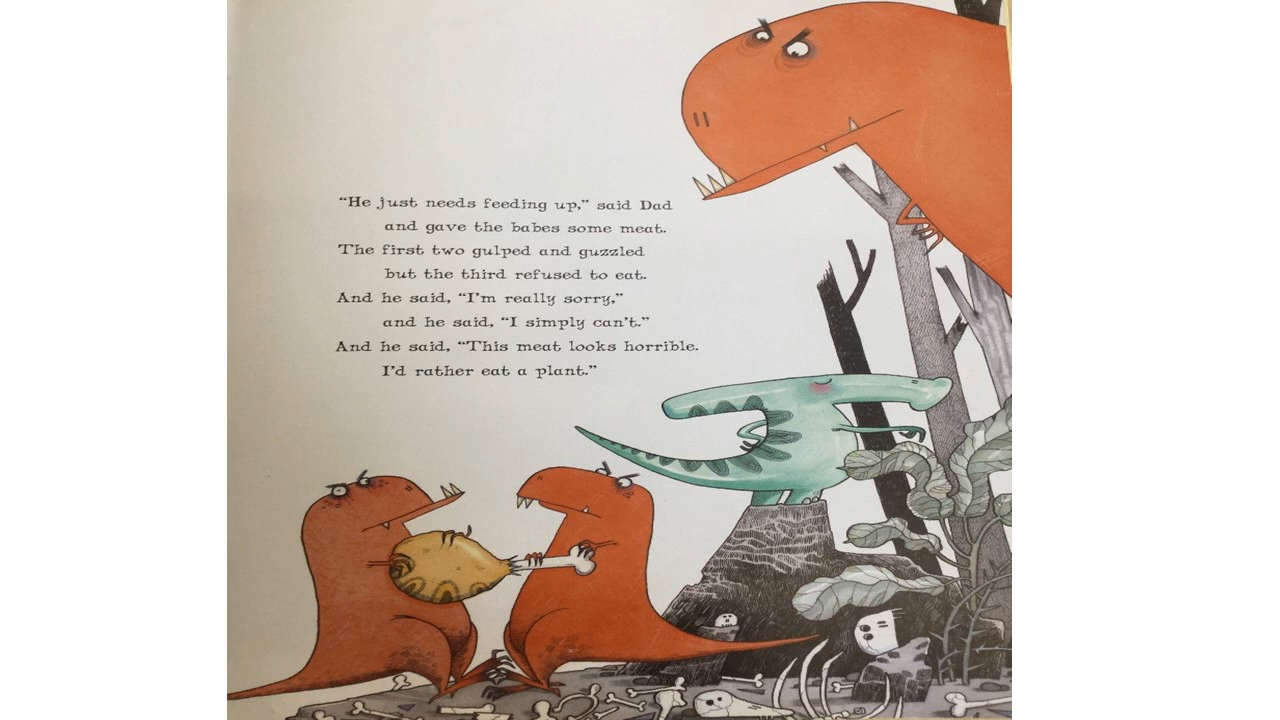 “He just needs feeding up,” said Dad
and gave the babes some meat.
The first two gulped and guzzled
but the third refused to eat.
And he said, “I’m really sorry,”
and he said, “I simply can’t.”
And he said, “This meat looks horrible.
I’d rather eat a plant.”